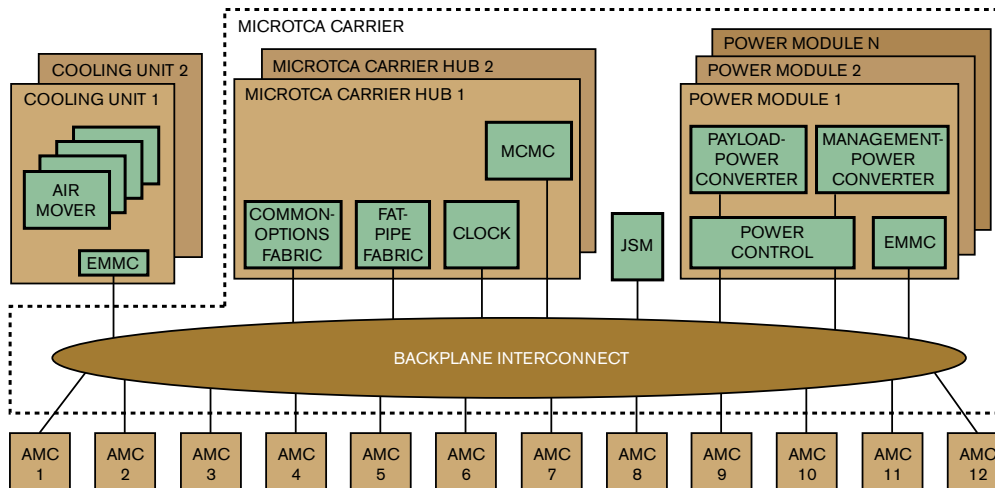 MICROTCA CARRIER
COOLING UNIT 2
COOLING UNIT 1
AIR
MOVER
EMMC
MICROTCA CARRIER HUB 2
MICROTCA CARRIER HUB 1
MCMC
COMMON-
OPTIONS
FABRIC
FAT-
PIPE
FABRIC
CLOCK
JSM
POWER MODULE N
POWER MODULE 2
POWER MODULE 1
PAYLOAD-
POWER
CONVERTER
MANAGEMENT-
POWER
CONVERTER
POWER
CONTROL
EMMC
BACKPLANE INTERCONNECT
AMC
1
AMC
2
AMC
3
AMC
4
AMC
5
AMC
6
AMC
7
AMC
8
AMC
9
AMC
10
AMC
11
AMC
12